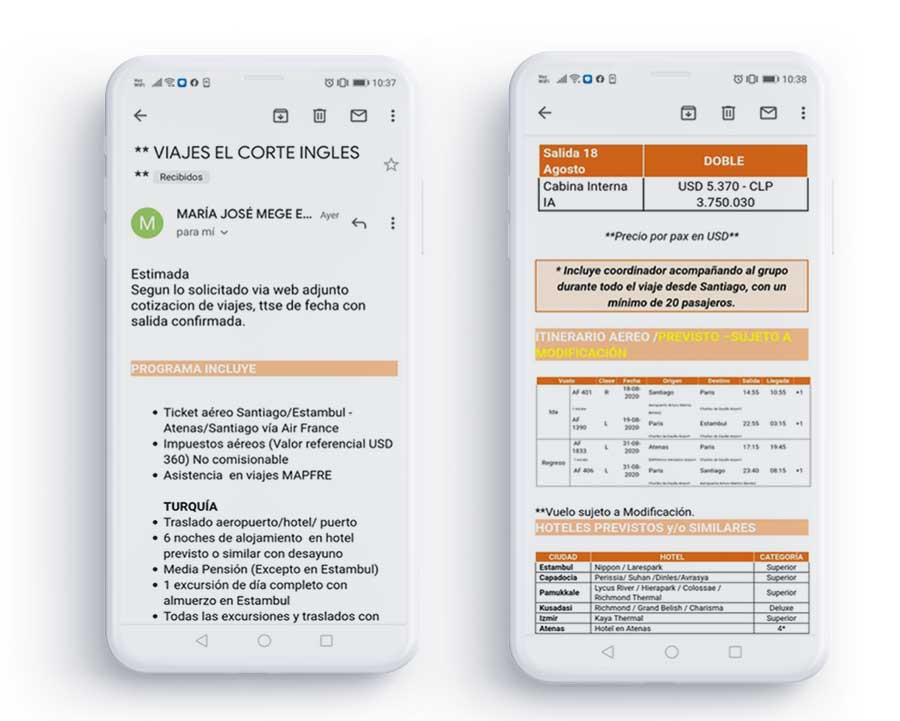 10:37
** VIAJES EL CORTE INGLES
** Recibidos
MARÍA JOSÉ MEGE E... Ayer
M
para mí
Estimada
Segun lo solicitado via web adjunto
cotizacion de viajes, ttse de fecha con
salida confirmada.
PROGRAMA INCLUYE
• Ticket aéreo Santiago/Estambul -
Atenas/Santiago vía Air France
• Impuestos aéreos (Valor referencial USD
360) No comisionable
• Asistencia en viajes MAPFRE
TURQUÍA
• Traslado aeropuerto/hotel/ puerto
• 6 noches de alojamiento en hotel
previsto o similar con desayuno
• Media Pensión (Excepto en Estambul)
• 1 excursión de día completo con
almuerzo en Estambul
• Todas las excursiones y traslados con
10:38
Salida 18 Agosto DOBLE
Cabina Interna IA USD 5.370 - CLP 3.750.030
**Precio por pax en USD**
* Incluye coordinador acompañando al grupo
durante todo el viaje desde Santiago, con un
mínimo de 20 pasajeros.
ITINERARIO AEREO /PREVISTO –SUJETO A
MODIFICACIÓN
Vuelo Clase Fecha Origen Destino Salida Llegada
Ida AF 401 R 18-08-2020 Santiago Paris 14:55 10:55 +1
AF 1390 L 19-08-2020 Paris Estambul 22:55 03:15 +1
Regreso AF 1833 L 31-08-2020 Atenas Paris 17:15 19:45
AF 406 L 31-08-2020 Paris Santiago 23:40 08:15 +1
**Vuelo sujeto a Modificación.
HOTELES PREVISTOS y/o SIMILARES
CIUDAD HOTEL CATEGORÍA
Estambul Nippon / Larespark Superior
Capadocia Perissia/ Suhan /Dinles/Avrasya Superior
Pamukkale Lycus River / Hierapark / Colossae / Richmond Thermal Superior
Kusadasi Richmond / Grand Belish / Charisma Deluxe
Izmir Kaya Thermal Superior
Atenas Hotel en Atenas 4*